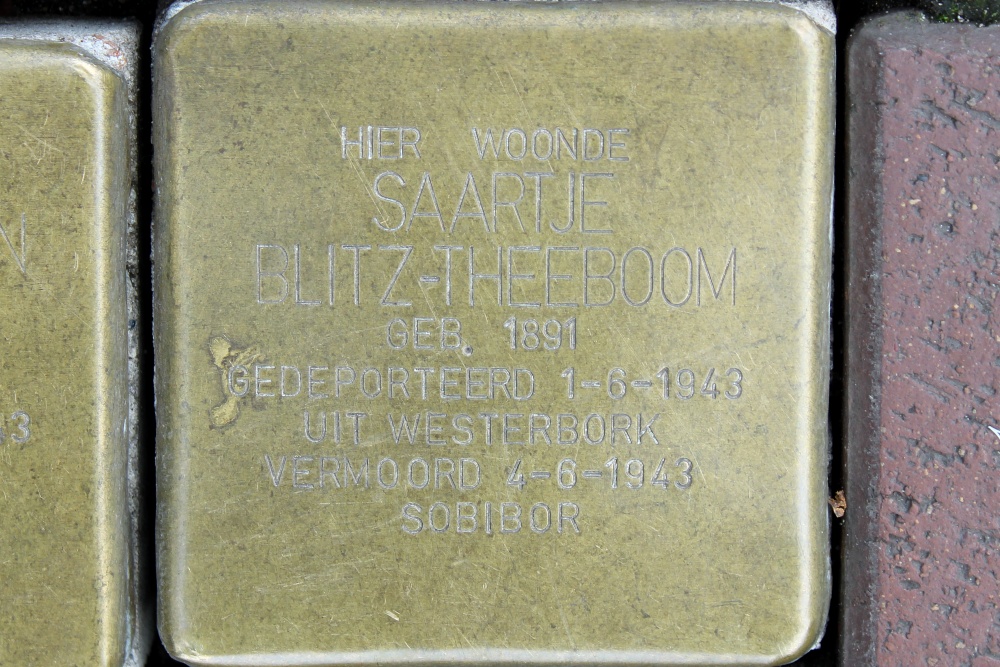 HIER WOONDE
SAARTJE
BLITZ-THEEBOOM
GEB. 1891
GEDEPORTEERD 1-6-1943
UIT WESTERBORK
VERMOORD 4-6-1943
SOBIBOR